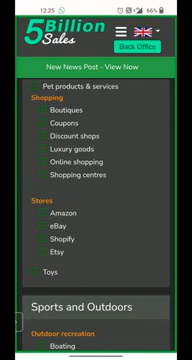 12:25
66%
5 Billion
Sales
Back Office
New News Post - View Now
Pet products & services
Shopping
Boutiques
Coupons
Discount shops
Luxury goods
Online shopping
Shopping centres
Stores
Amazon
eBay
Shopify
Etsy
Toys
Sports and Outdoors
Outdoor recreation
Boating